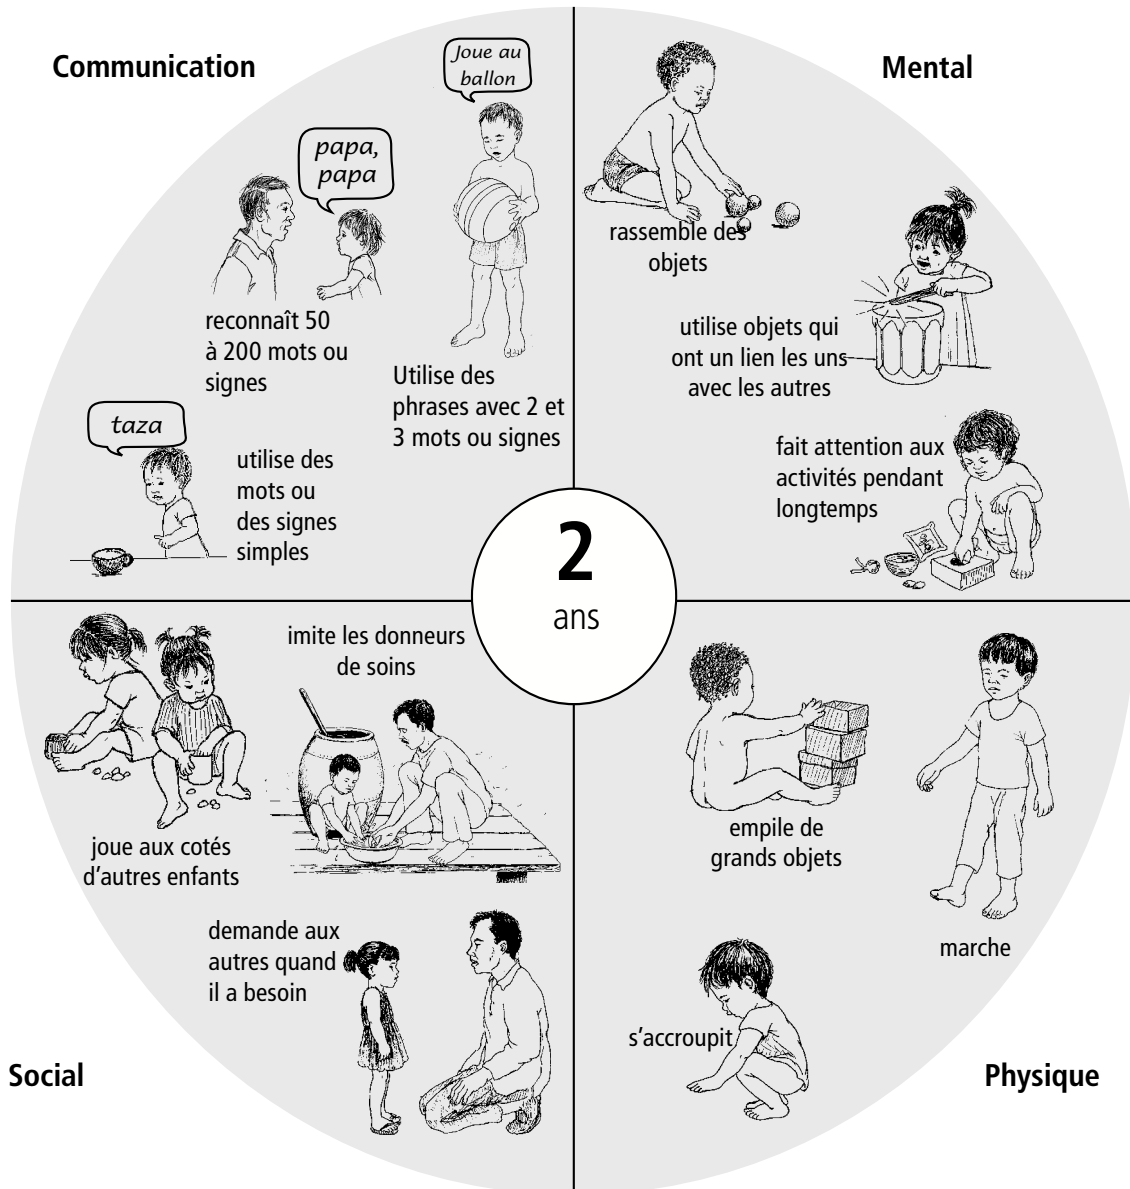 Communication
Joue au
ballon
papa,
papa
reconnaît 50
à 200 mots ou
signes
Utilise des
phrases avec 2 et
3 mots ou signes
taza
utilise des
mots ou
des signes
simples
Mental
rassemble des
objets
utilise objets qui
ont un lien les uns
avec les autres
fait attention aux
activités pendant
longtemps
2
ans
imite les donneurs
de soins
joue aux cotés
d'autres enfants
demande aux
autres quand
il a besoin
Social
empile de
grands objets
marche
s'accroupit
Physique